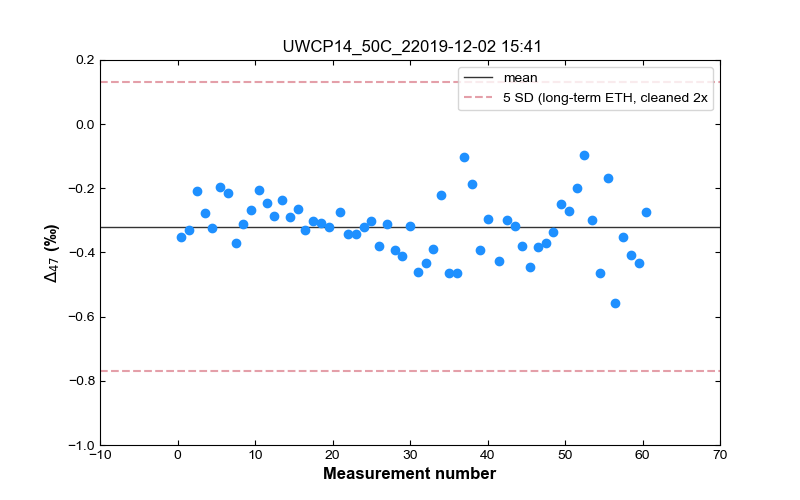 UWCP14_50C_22019-12-02 15:41
mean
5 SD (long-term ETH, cleaned 2x
0.2
0.0
−0.2
−0.4
−0.6
−0.8
−1.0
Δ47 (‰)
−10 0 10 20 30 40 50 60 70
Measurement number